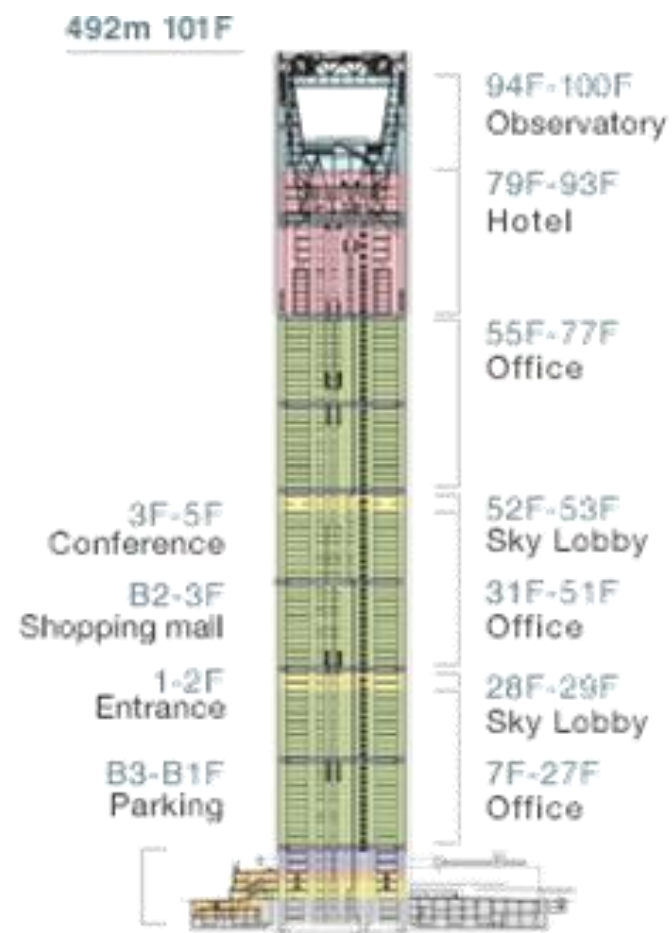 492m 101F
94F-100F
Observatory
79F-93F
Hotel
55F-77F
Office
52F-53F
Sky Lobby
31F-51F
Office
28F-29F
Sky Lobby
7F-27F
Office
3F-5F
Conference
B2-3F
Shopping mall
1-2F
Entrance
B3-B1F
Parking